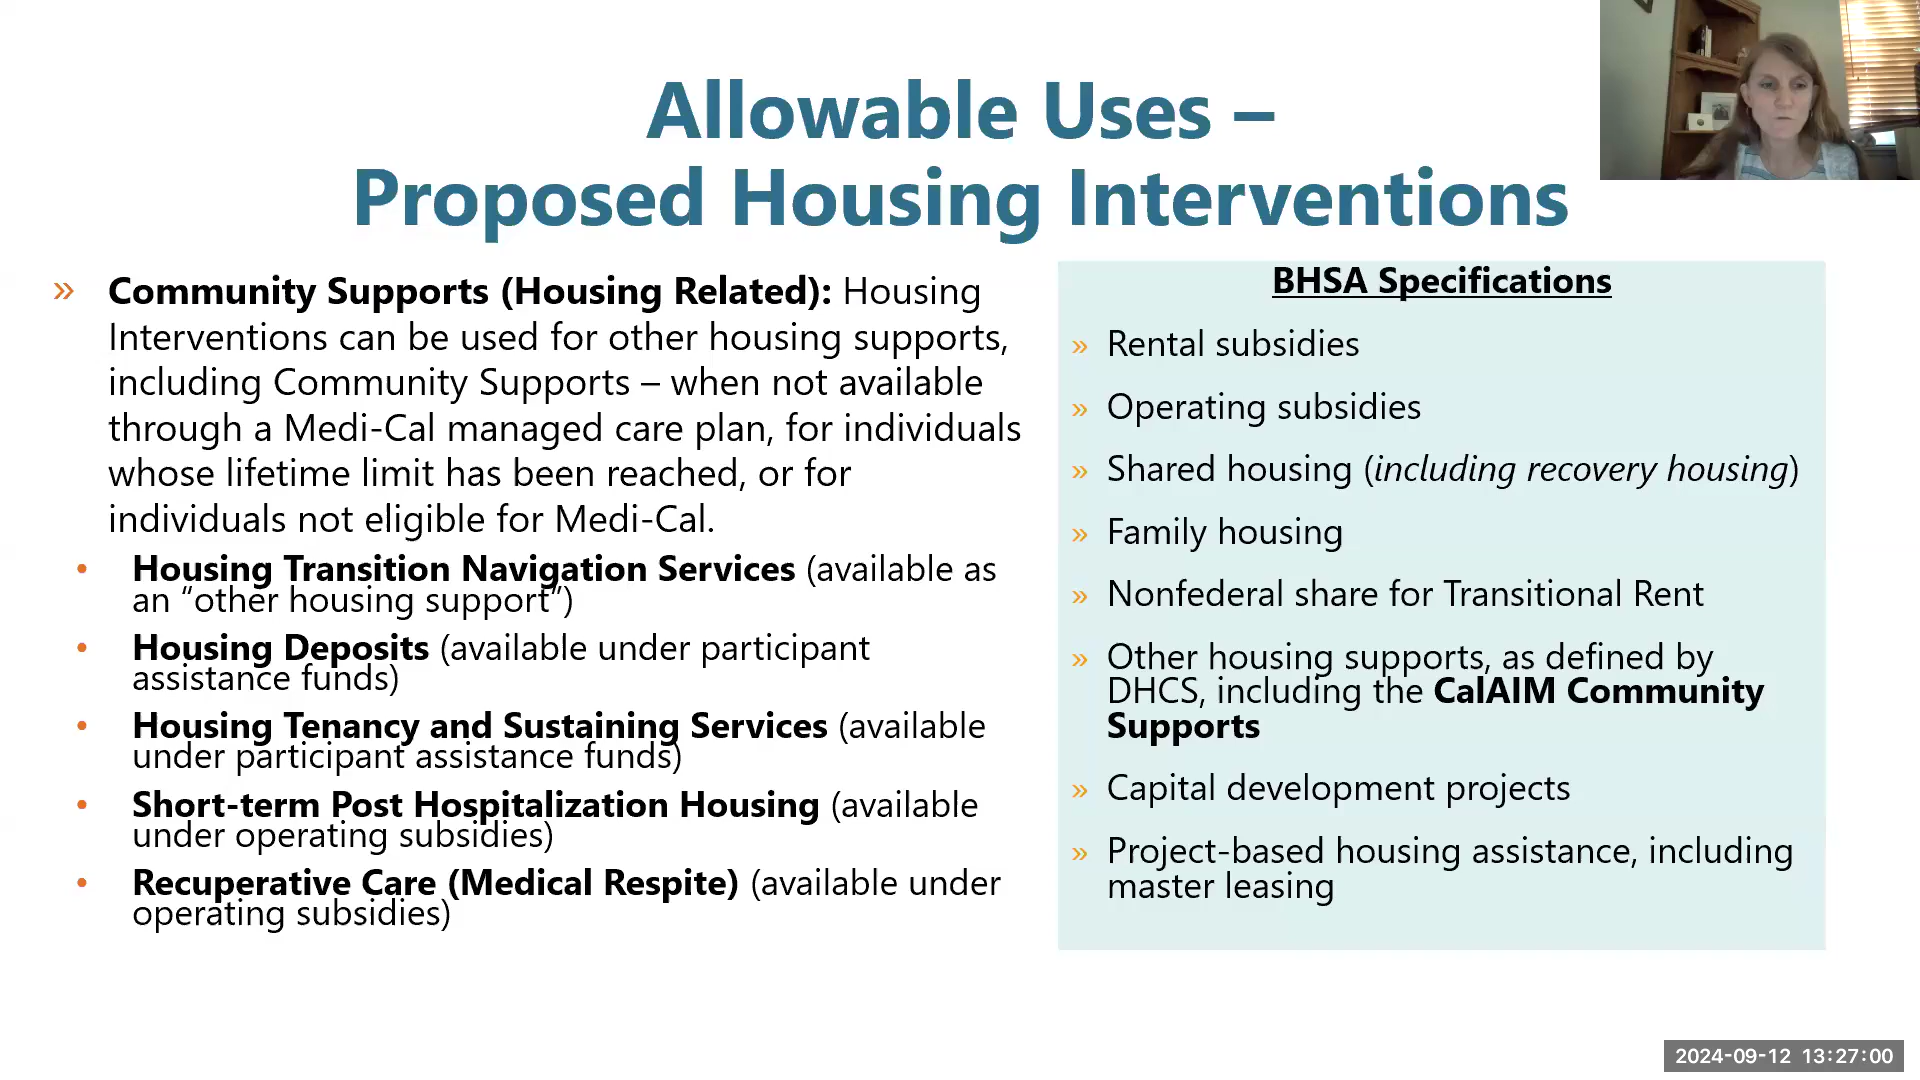 Allowable Uses –
Proposed Housing Interventions
» Community Supports (Housing Related): Housing
Interventions can be used for other housing supports,
including Community Supports – when not available
through a Medi-Cal managed care plan, for individuals
whose lifetime limit has been reached, or for
individuals not eligible for Medi-Cal.
• Housing Transition Navigation Services (available as
an “other housing support”)
• Housing Deposits (available under participant
assistance funds)
• Housing Tenancy and Sustaining Services (available
under participant assistance funds)
• Short-term Post Hospitalization Housing (available
under operating subsidies)
• Recuperative Care (Medical Respite) (available under
operating subsidies)
BHSA Specifications
» Rental subsidies
» Operating subsidies
» Shared housing (including recovery housing)
» Family housing
» Nonfederal share for Transitional Rent
» Other housing supports, as defined by
DHCS, including the CalAIM Community
Supports
» Capital development projects
» Project-based housing assistance, including
master leasing
2024-09-12 13:27:00